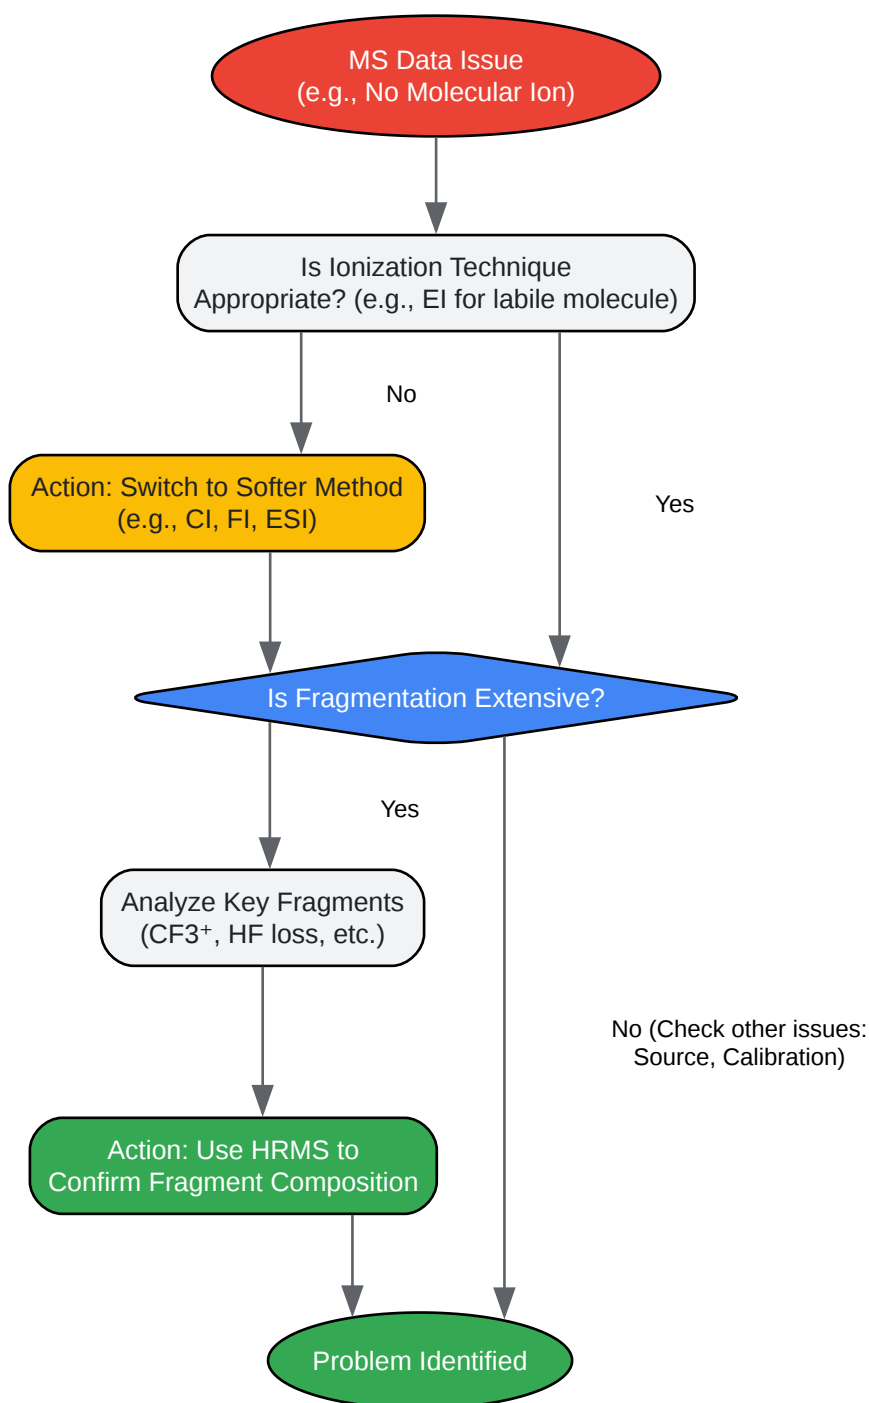 MS Data Issue
(e.g., No Molecular Ion)
Is Ionization Technique
Appropriate? (e.g., EI for labile molecule)
No
Action: Switch to Softer Method
(e.g., CI, FI, ESI)
Yes
Is Fragmentation Extensive?
Yes
Analyze Key Fragments
(CF3⁺, HF loss, etc.)
No (Check other issues:
Source, Calibration)
Action: Use HRMS to
Confirm Fragment Composition
Problem Identified